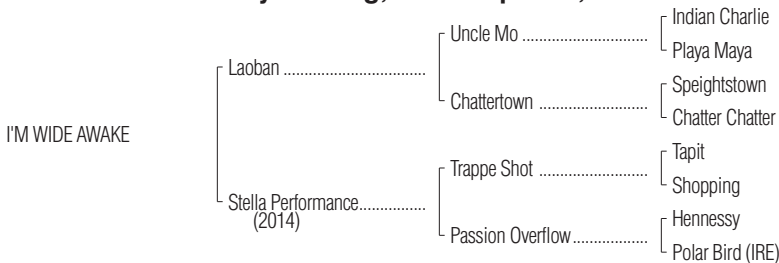 Indian Charlie
Uncle Mo ..............................
Playa Maya
Laoban ..................................
Speightstown
Chattertown ..........................
Chatter Chatter
I'M WIDE AWAKE
Tapit
Trappe Shot ..........................
Shopping
Stella Performance................
(2014)
Hennessy
Passion Overflow..................
Polar Bird (IRE)